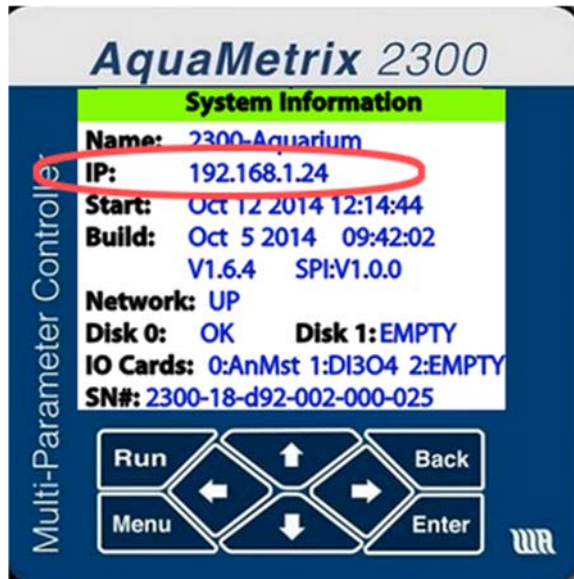 AquaMetrix 2300
Multi-Parameter Controller
System Information
Name: 2300-Aquarium
IP: 192.168.1.24
Start: Oct 12 2014 12:14:44
Build: Oct 5 2014 09:42:02
V1.6.4 SPI:V1.0.0
Network: UP
Disk 0: OK Disk 1: EMPTY
IO Cards: 0:AnMst 1:DI3O4 2:EMPTY
SN#: 2300-18-d92-002-000-025
Run
Back
Menu
Enter